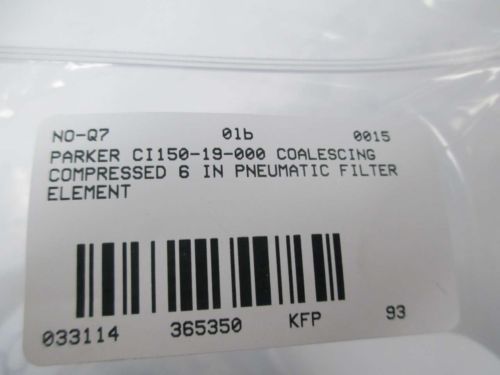 NO-Q7 01b 0015
PARKER CI150-19-000 COALESCING
COMPRESSED 6 IN PNEUMATIC FILTER
ELEMENT
033114 365350 KFP 93